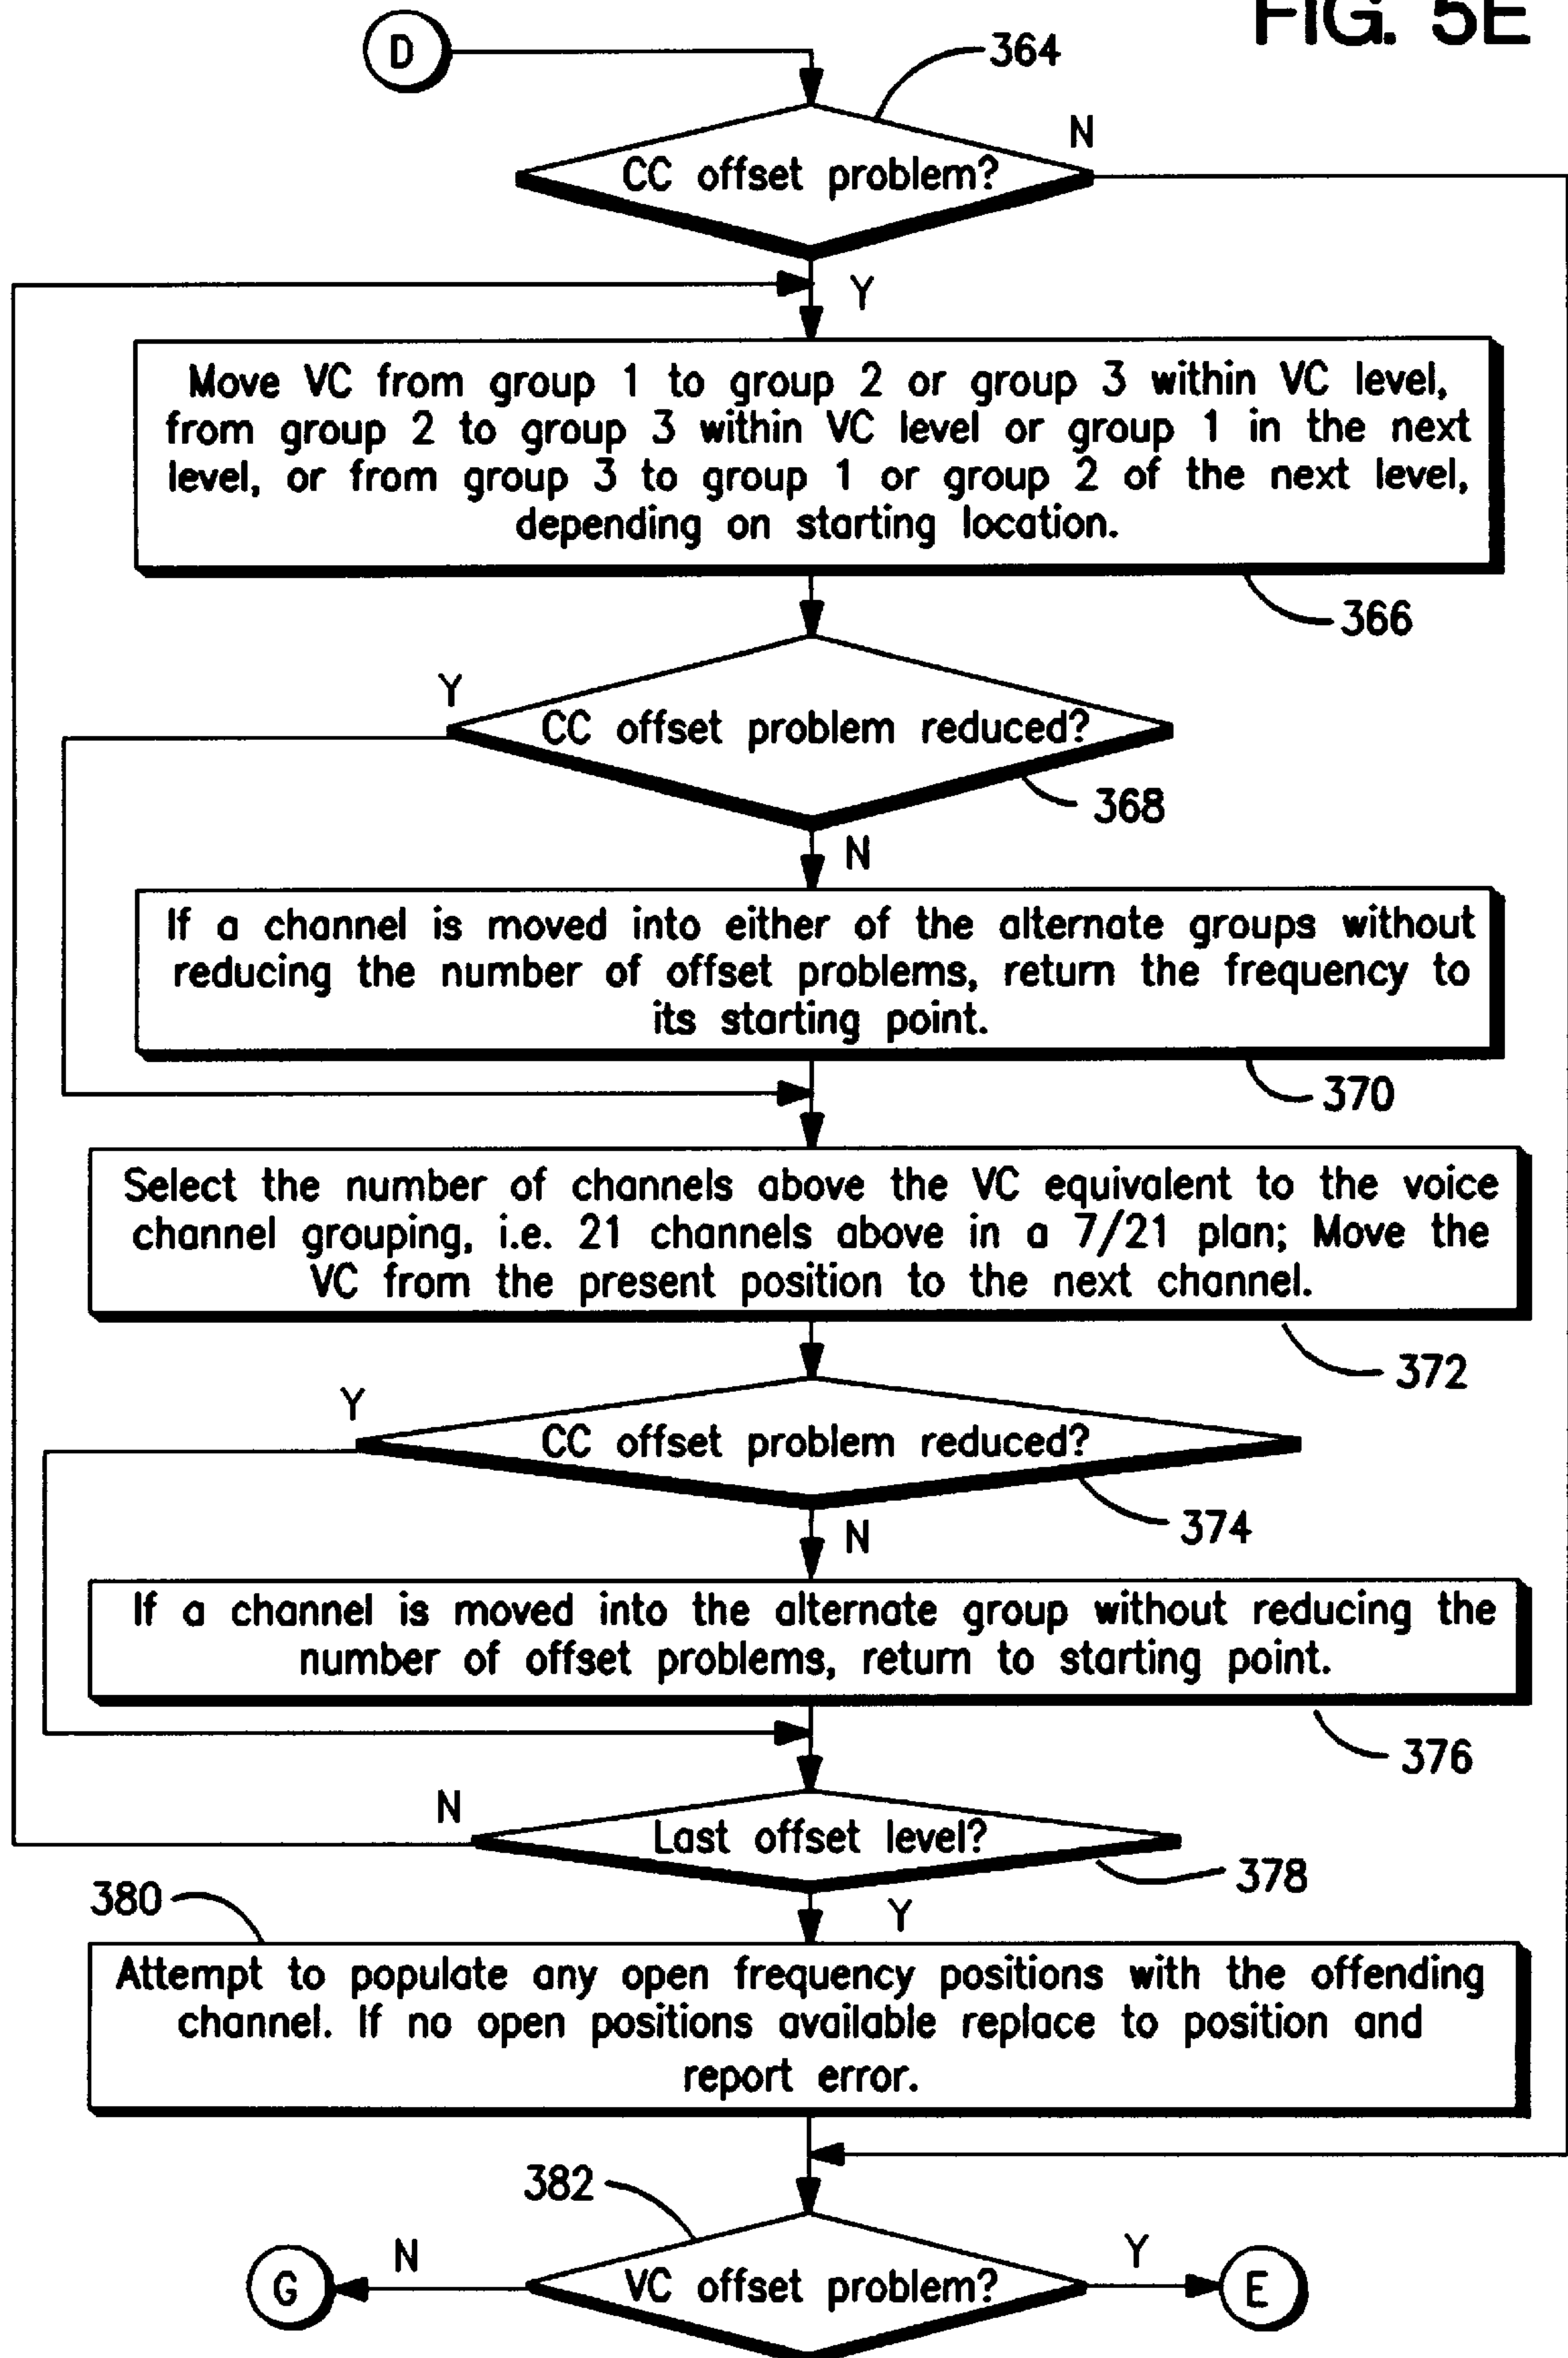 FIG. 5E
D
364
N
CC offset problem?
Y
Move VC from group 1 to group 2 or group 3 within VC level,
from group 2 to group 3 within VC level or group 1 in the next
level, or from group 3 to group 1 or group 2 of the next level,
depending on starting location.
366
Y
CC offset problem reduced?
368
N
If a channel is moved into either of the alternate groups without
reducing the number of offset problems, return the frequency to
its starting point.
370
Select the number of channels above the VC equivalent to the voice
channel grouping, i.e. 21 channels above in a 7/21 plan; Move the
VC from the present position to the next channel.
372
Y
CC offset problem reduced?
374
N
If a channel is moved into the alternate group without reducing the
number of offset problems, return to starting point.
376
N
Last offset level?
378
380
Y
Attempt to populate any open frequency positions with the offending
channel. If no open positions available replace to position and
report error.
382
G
N
VC offset problem?
Y
E